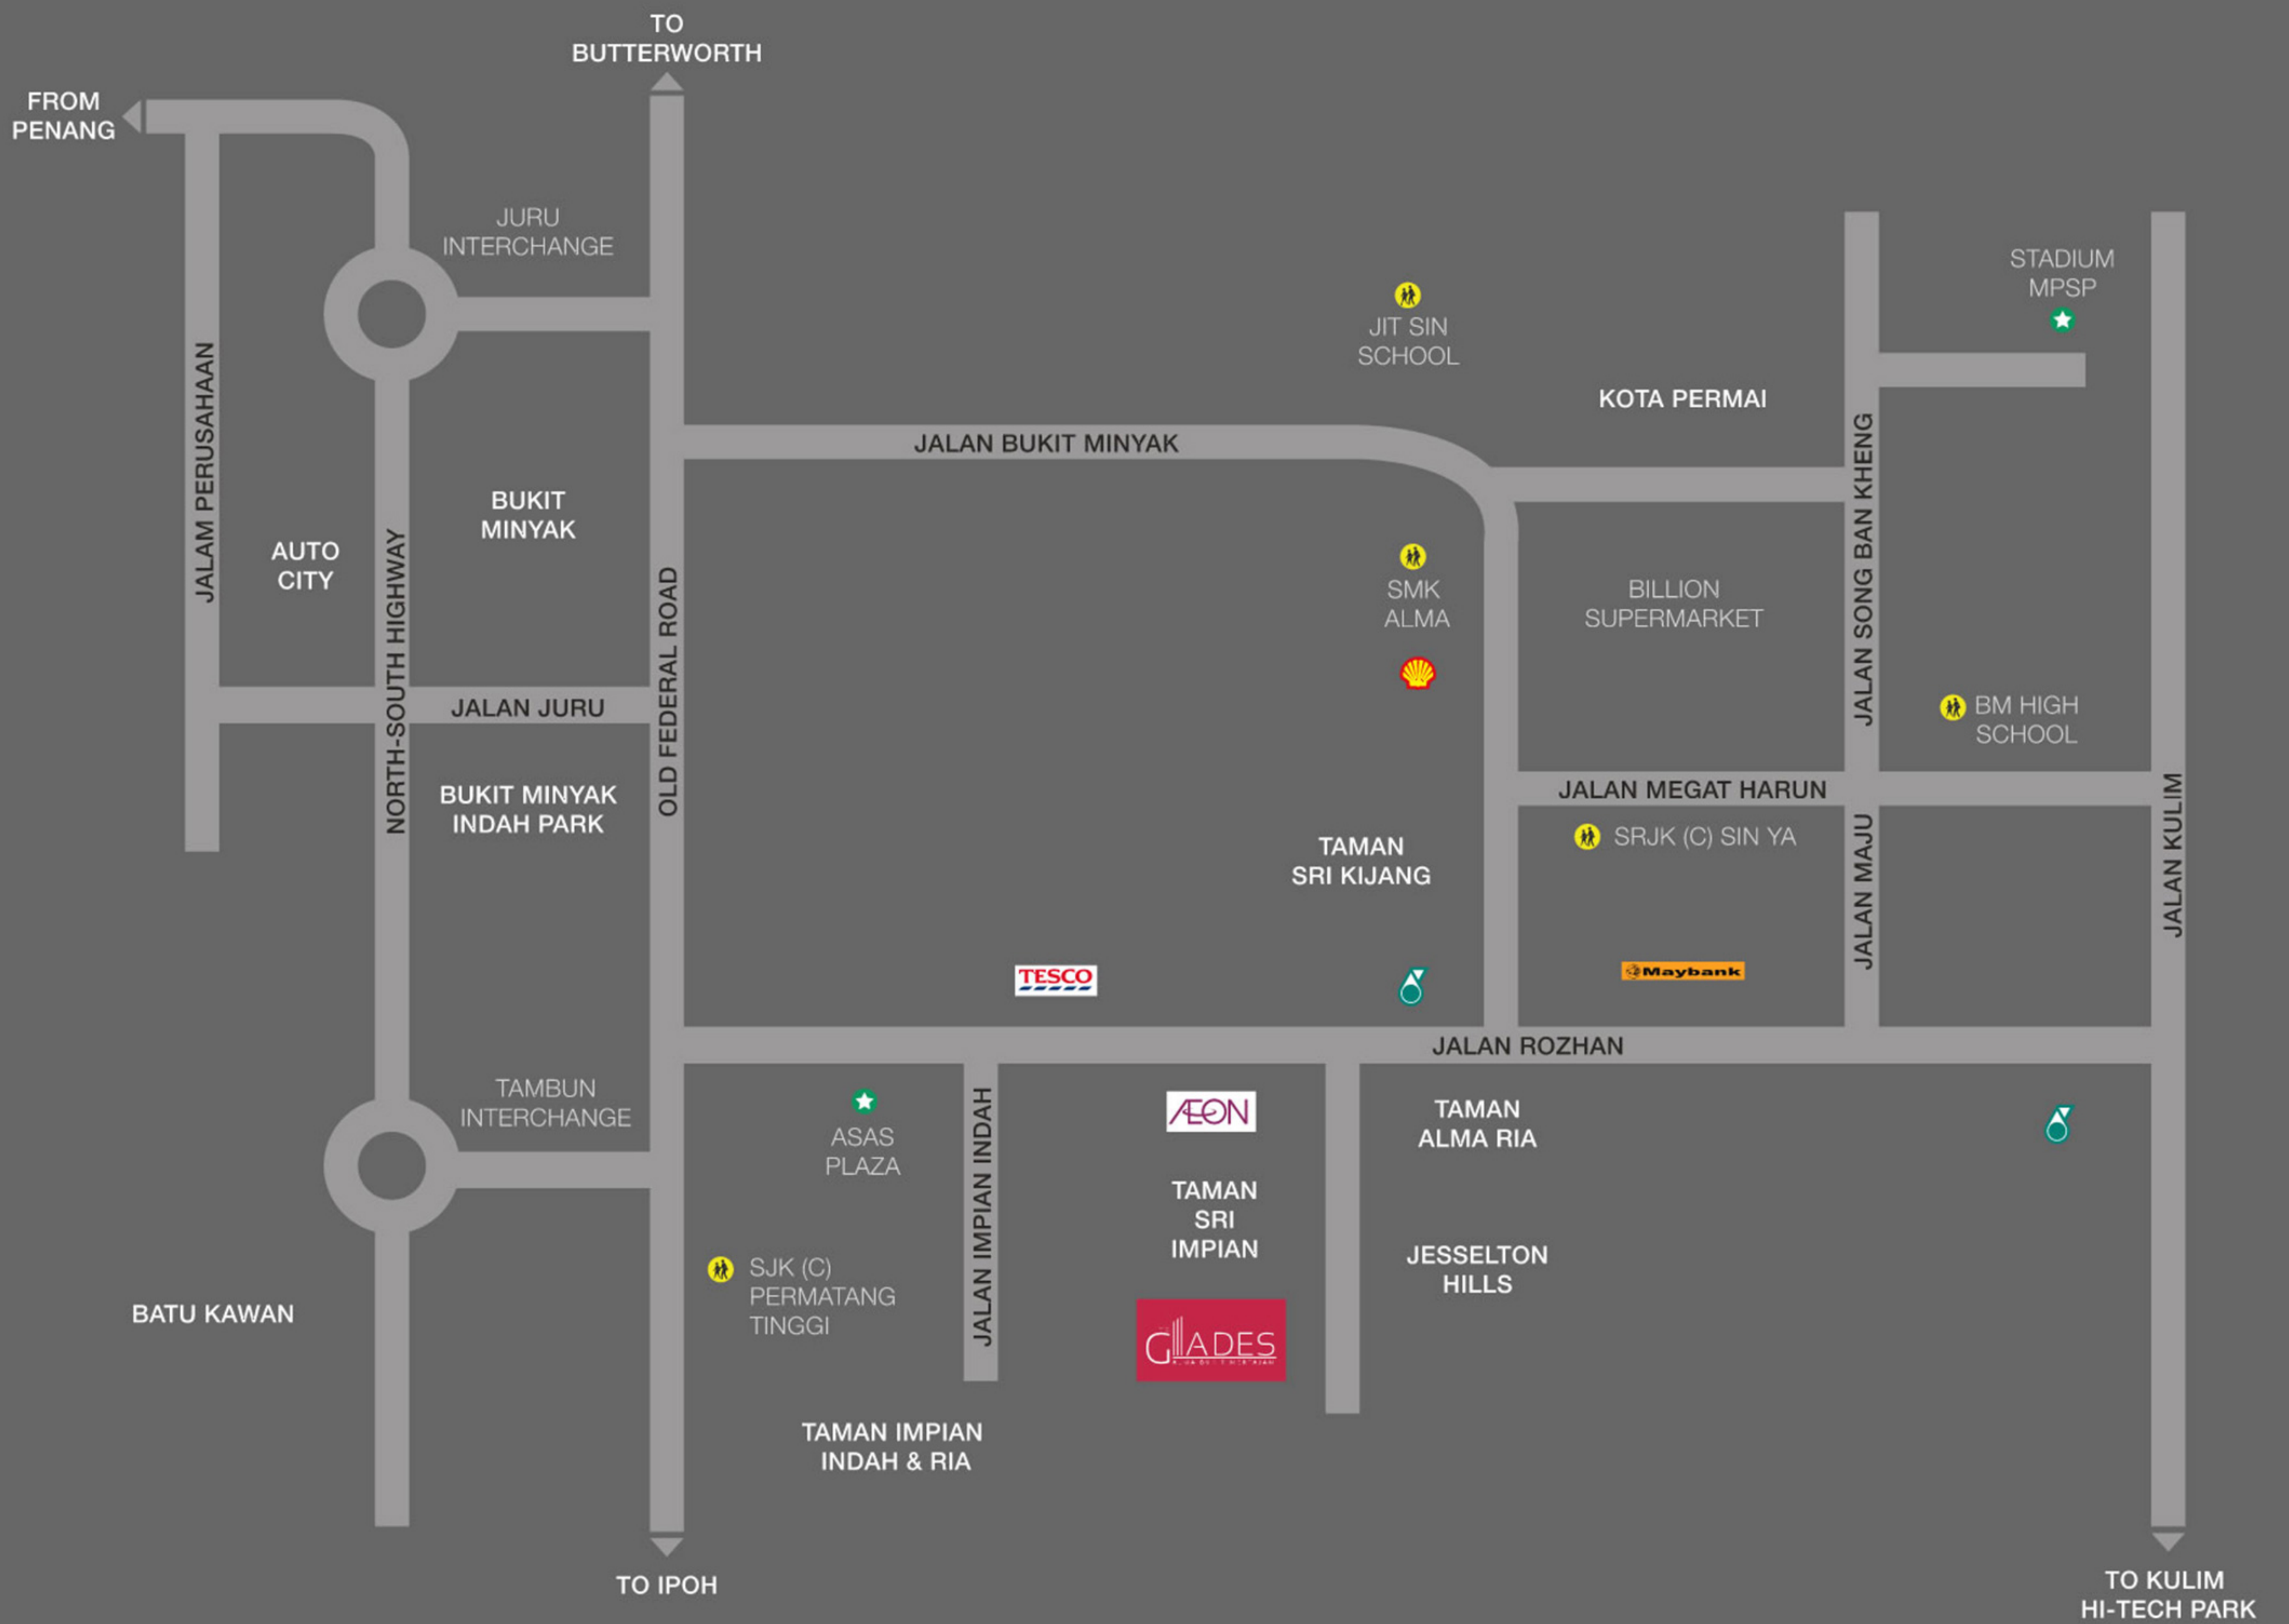 TO
BUTTERWORTH
FROM
PENANG
JURU
INTERCHANGE
STADIUM
MPSP
JIT SIN
SCHOOL
KOTA PERMAI
JALAM PERUSAHAAN
JALAN BUKIT MINYAK
JALAN SONG BAN KHENG
BUKIT
MINYAK
AUTO
CITY
NORTH-SOUTH HIGHWAY
OLD FEDERAL ROAD
SMK
ALMA
BILLION
SUPERMARKET
JALAN JURU
BM HIGH
SCHOOL
BUKIT MINYAK
INDAH PARK
JALAN MEGAT HARUN
JALAN KULIM
SRJK (C) SIN YA
JALAN MAJU
TAMAN
SRI KIJANG
TESCO
Maybank
JALAN ROZHAN
TAMBUN
INTERCHANGE
ASAS
PLAZA
JALAN IMPIAN INDAH
ÆON
TAMAN
ALMA RIA
TAMAN
SRI
IMPIAN
JESSELTON
HILLS
SJK (C)
PERMATANG
TINGGI
BATU KAWAN
GLADES
TAMAN IMPIAN
INDAH & RIA
TO IPOH
TO KULIM
HI-TECH PARK